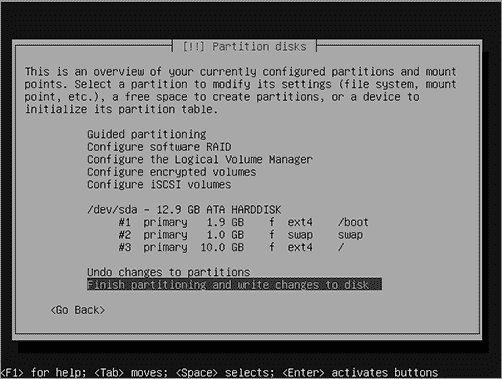 [!!] Partition disks
This is an overview of your currently configured partitions and mount
points. Select a partition to modify its settings (file system, mount
point, etc.), a free space to create partitions, or a device to
initialize its partition table.
Guided partitioning
Configure software RAID
Configure the Logical Volume Manager
Configure encrypted volumes
Configure iSCSI volumes
/dev/sda - 12.9 GB ATA HARDDISK
#1 primary 1.9 GB f ext4 /boot
#2 primary 1.0 GB f swap swap
#3 primary 10.0 GB f ext4 /
Undo changes to partitions
Finish partitioning and write changes to disk
<Go Back>
<F1> for help; <Tab> moves; <Space> selects; <Enter> activates buttons